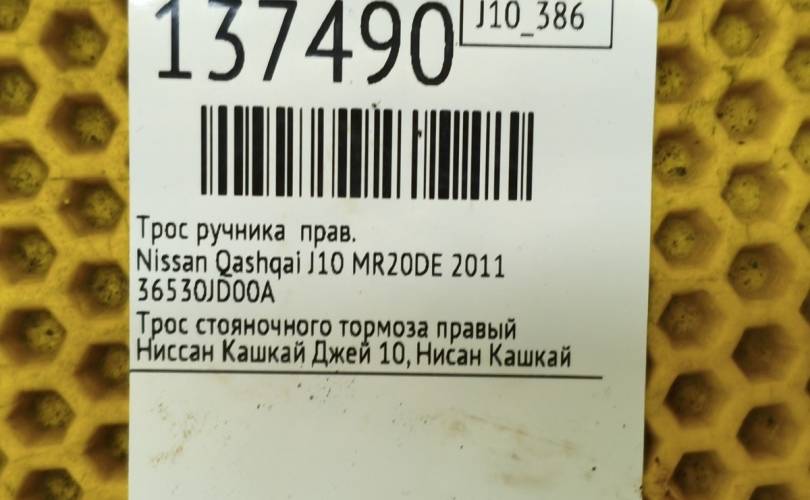 137490
J10_386
Трос ручника прав.
Nissan Qashqai J10 MR20DE 2011
36530JD00A
Трос стояночного тормоза правый
Ниссан Кашкай Джей 10, Нисан Кашкай